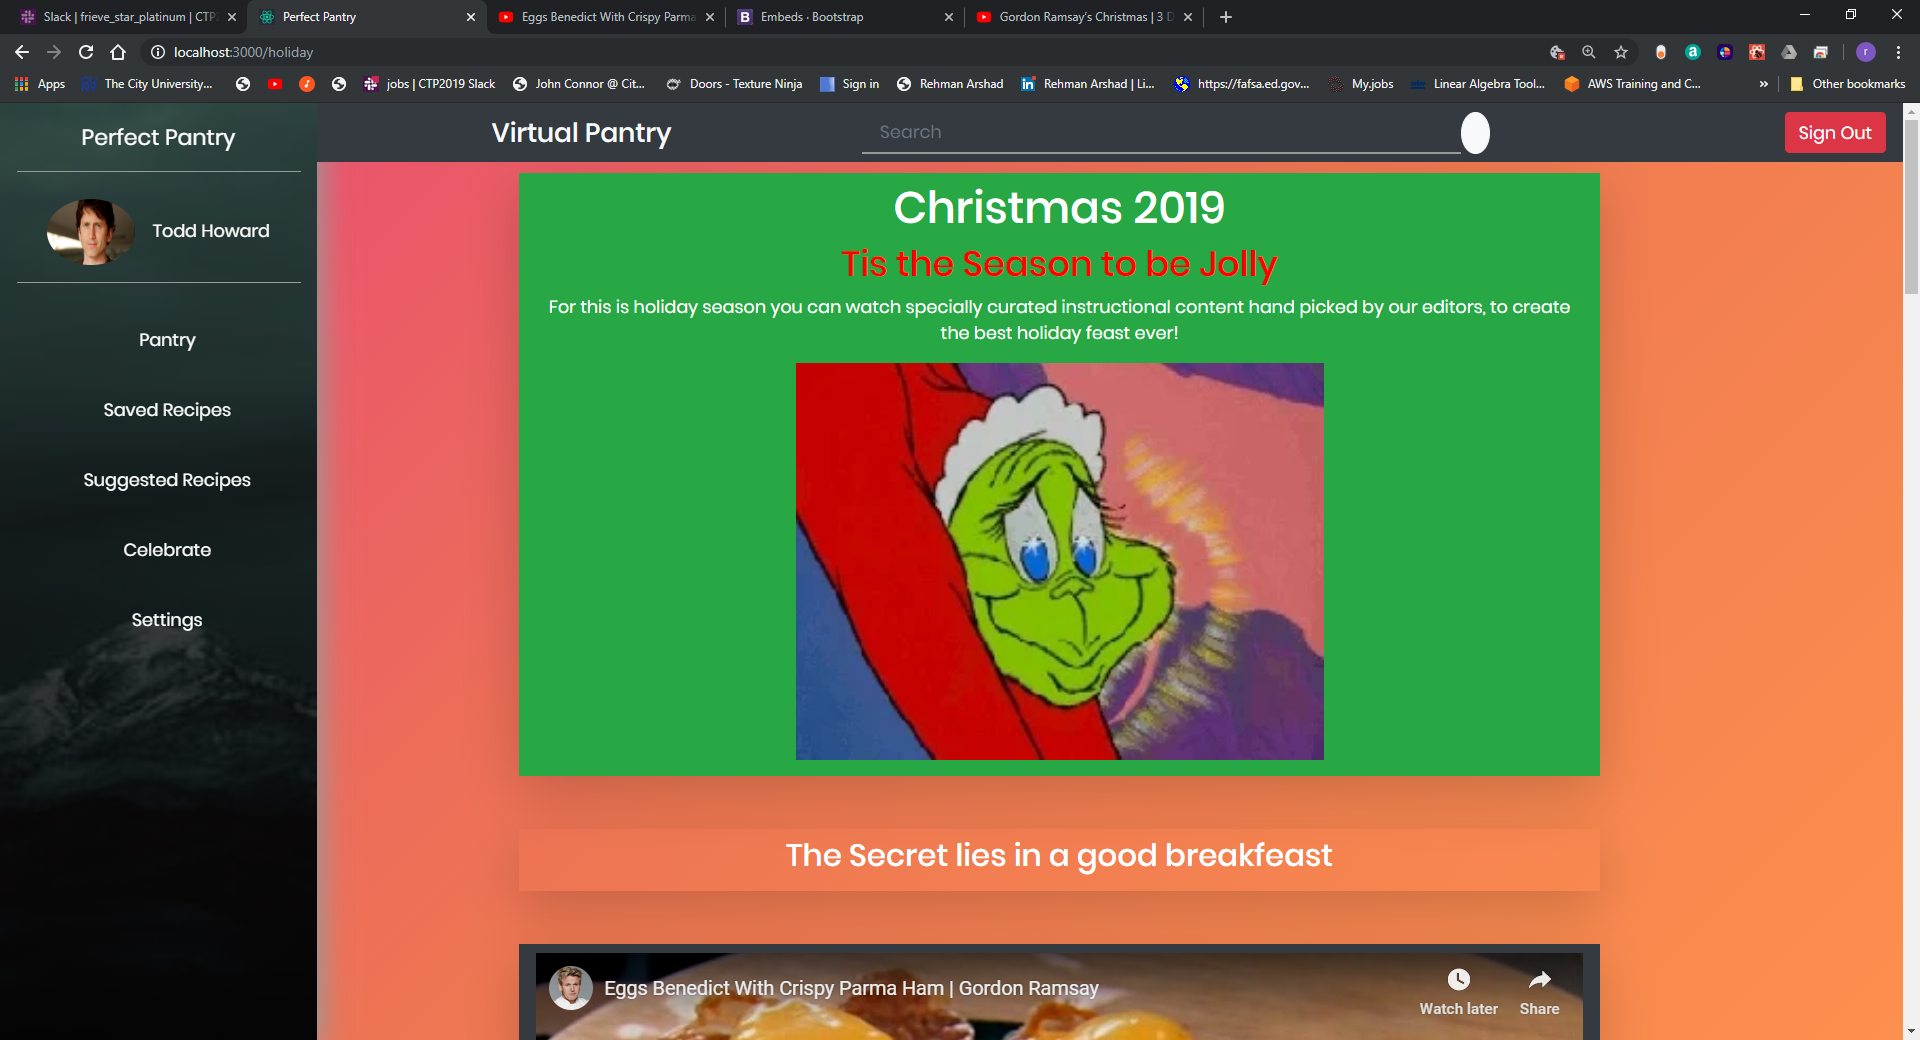 Slack | frieve_star_platinum | CTP
Perfect Pantry
Eggs Benedict With Crispy Parma
Embeds · Bootstrap
Gordon Ramsay's Christmas | 3 D
localhost:3000/holiday
Apps
The City University...
jobs | CTP2019 Slack
John Connor @ Cit...
Doors - Texture Ninja
Sign in
Rehman Arshad
Rehman Arshad | Li...
https://fafsa.ed.gov...
My.jobs
Linear Algebra Tool...
AWS Training and C...
»
Other bookmarks
Perfect Pantry
Todd Howard
Pantry
Saved Recipes
Suggested Recipes
Celebrate
Settings
Virtual Pantry
Search
Sign Out
Christmas 2019
Tis the Season to be Jolly
For this is holiday season you can watch specially curated instructional content hand picked by our editors, to create
the best holiday feast ever!
The Secret lies in a good breakfeast
Eggs Benedict With Crispy Parma Ham | Gordon Ramsay
Watch later
Share